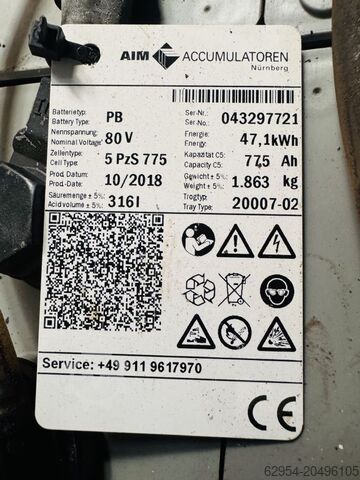 AIM ACCUMULATOREN
Nürnberg
Batterietyp: PB
Battery Type:
Nennspannung: 80 V
Nominal Voltage:
Zellentype: 5 PzS 775
Cell Type:
Prod. Datum: 10/2018
Prod-Date:
Säuremenge ± 5%: 316l
Acid volume ± 5%:
Ser-Nr.: 043297721
Ser-No.:
Energie: 47,1kWh
Energie:
Kapazität C5: 775 Ah
Capacity C5:
Gewicht ± 5%: 1.863 kg
Weight ± 5%:
Trogtyp: 20007-02
Tray Type:
Service: +49 911 9617970
CE
62954-20496105